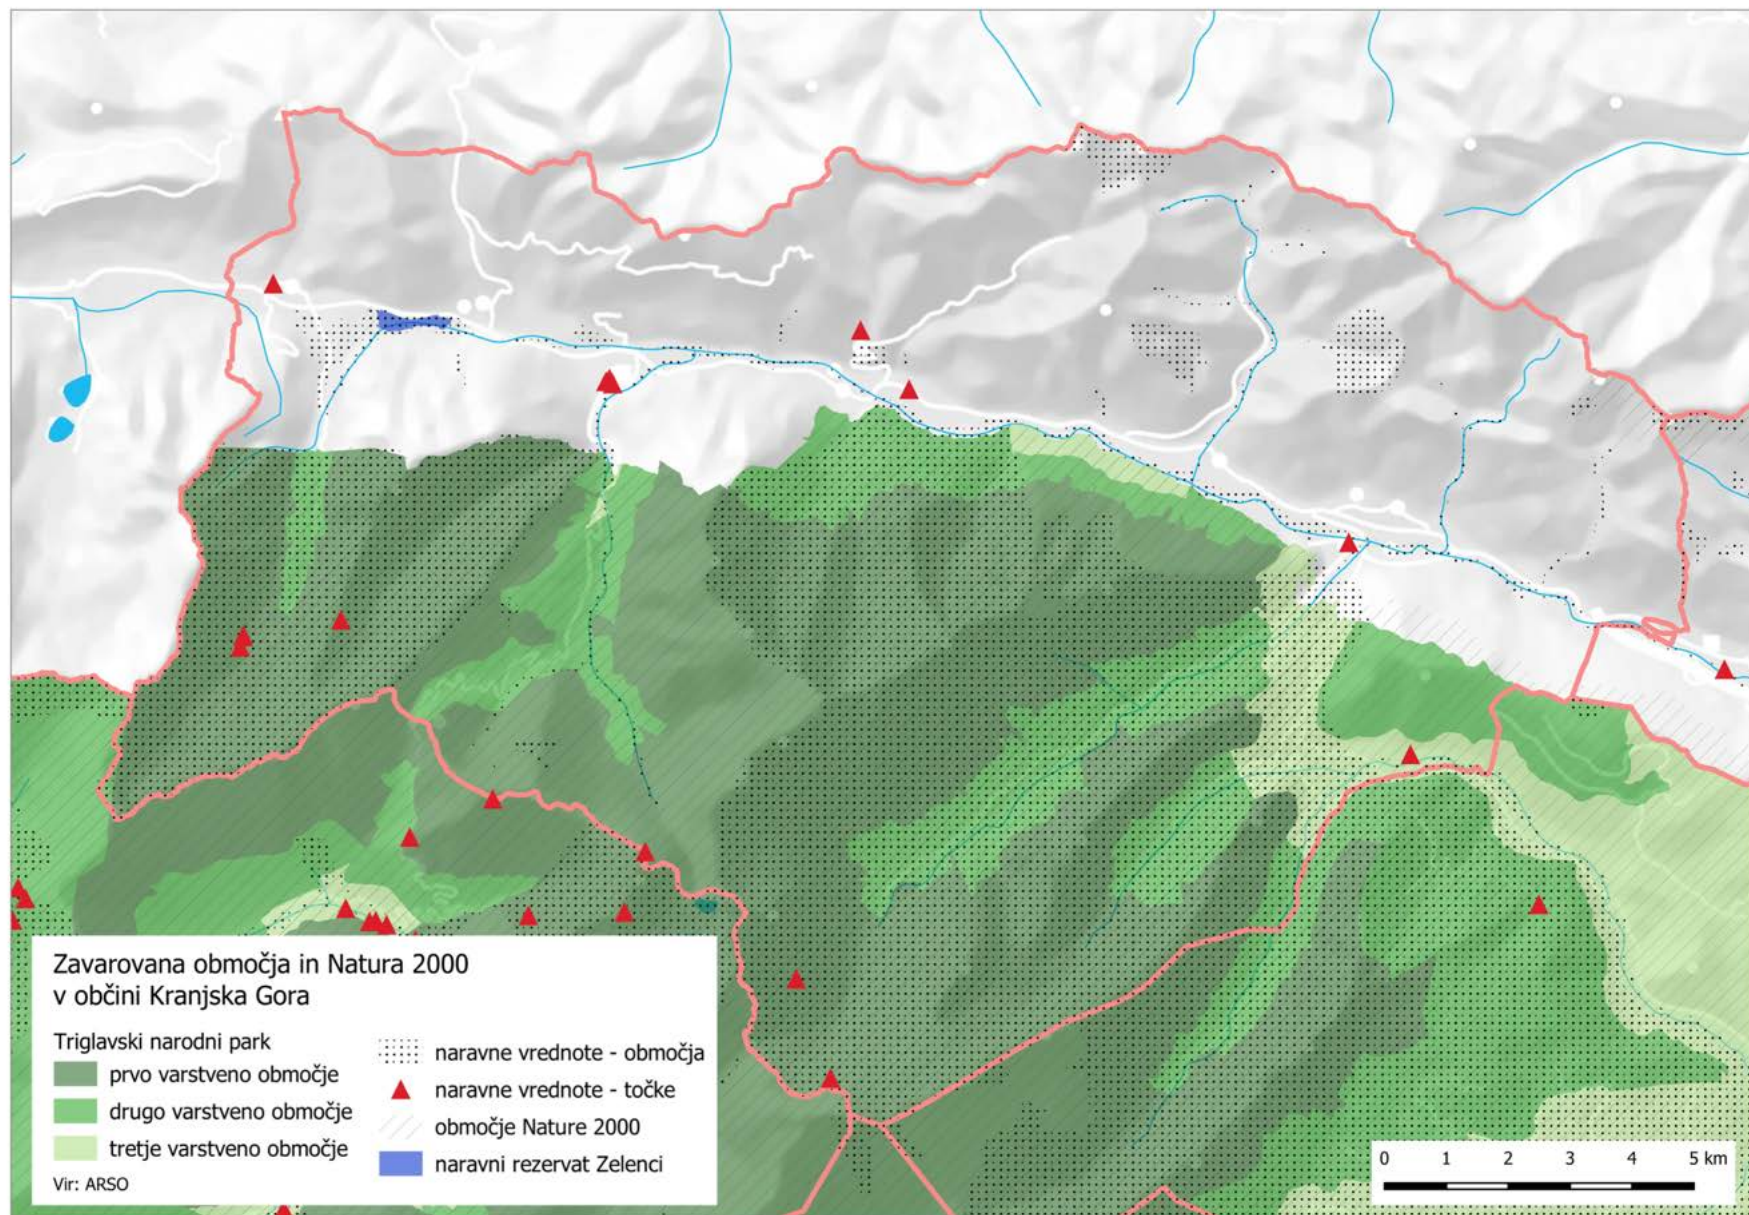 Zavarovana območja in Natura 2000
v občini Kranjska Gora
Triglavski narodni park
prvo varstveno območje
drugo varstveno območje
tretje varstveno območje
Vir: ARSO
naravne vrednote - območja
naravne vrednote - točke
območje Nature 2000
naravni rezervat Zelenci
0 1 2 3 4 5 km